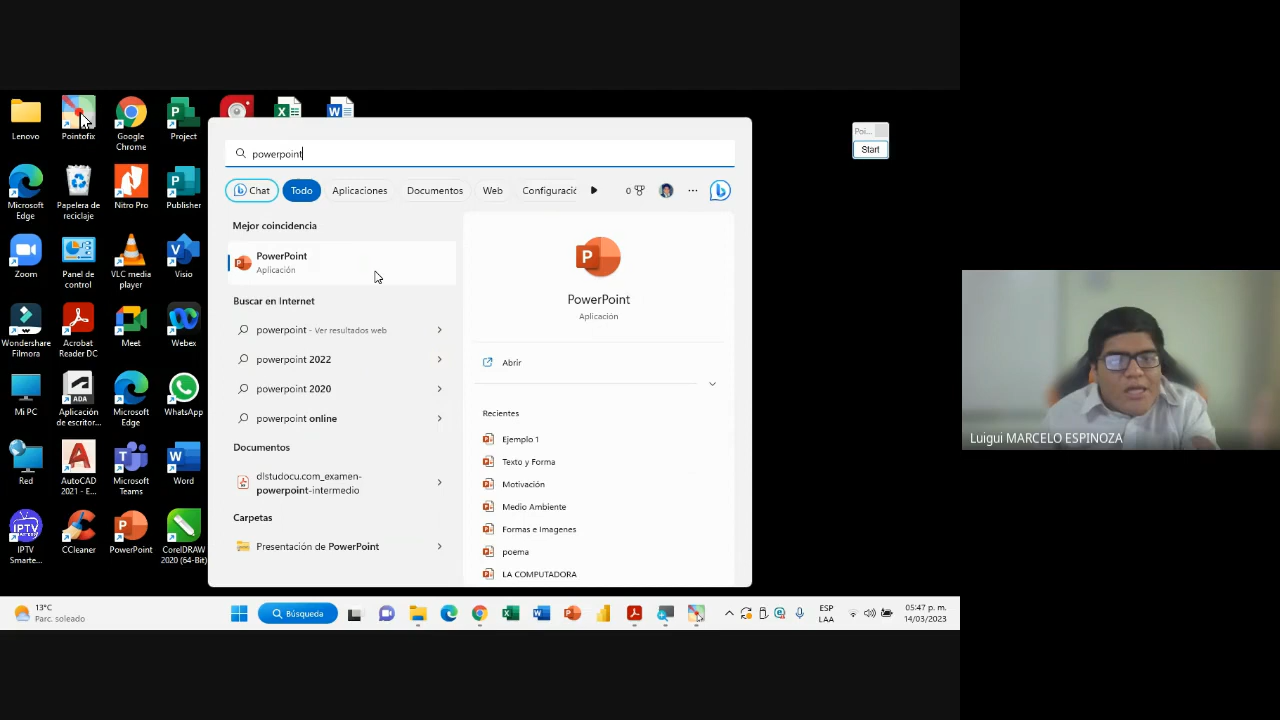 Lenovo
Pointofix
Google
Chrome
Project
Microsoft
Edge
Papelera de
reciclaje
Nitro Pro
Publisher
Zoom
Panel de
control
VLC media
player
Visio
Wondershare
Filmora
Acrobat
Reader DC
Meet
Webex
Mi PC
Aplicación
de escritor...
Microsoft
Edge
WhatsApp
Red
AutoCAD
2021 - E...
Microsoft
Teams
Word
IPTV
Smarte...
CCleaner
PowerPoint
CorelDRAW
2020 (64-Bit)
powerpoint
Chat
Todo
Aplicaciones
Documentos
Web
Configuraci
0
...
Mejor coincidencia
PowerPoint
Aplicación
Buscar en Internet
powerpoint - Ver resultados web
powerpoint 2022
powerpoint 2020
powerpoint online
Documentos
dlstudocu.com_examen-
powerpoint-intermedio
Carpetas
Presentación de PowerPoint
PowerPoint
Aplicación
Abrir
Recientes
Ejemplo 1
Texto y Forma
Motivación
Medio Ambiente
Formas e Imagenes
poema
LA COMPUTADORA
Poi...
Start
Luigui MARCELO ESPINOZA
13°C
Parc. soleado
Búsqueda
ESP
LAA
05:47 p. m.
14/03/2023